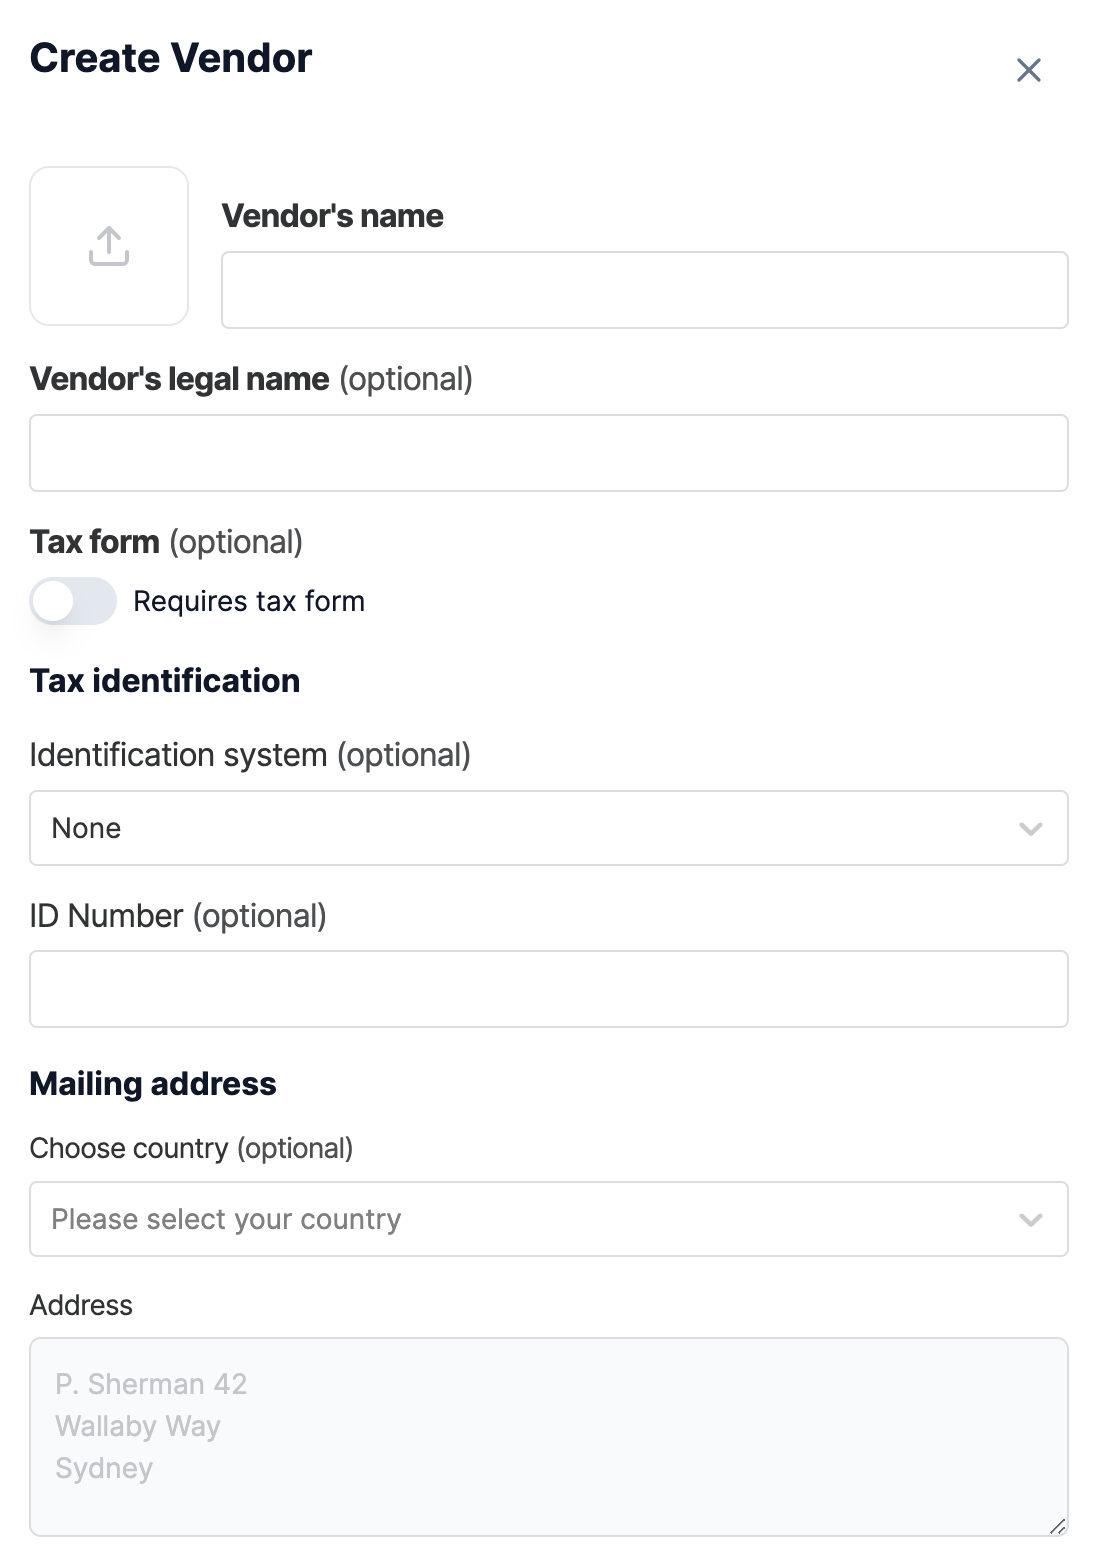 Create Vendor
Vendor's name
Vendor's legal name (optional)
Tax form (optional)
Requires tax form
Tax identification
Identification system (optional)
None
ID Number (optional)
Mailing address
Choose country (optional)
Please select your country
Address
P. Sherman 42
Wallaby Way
Sydney